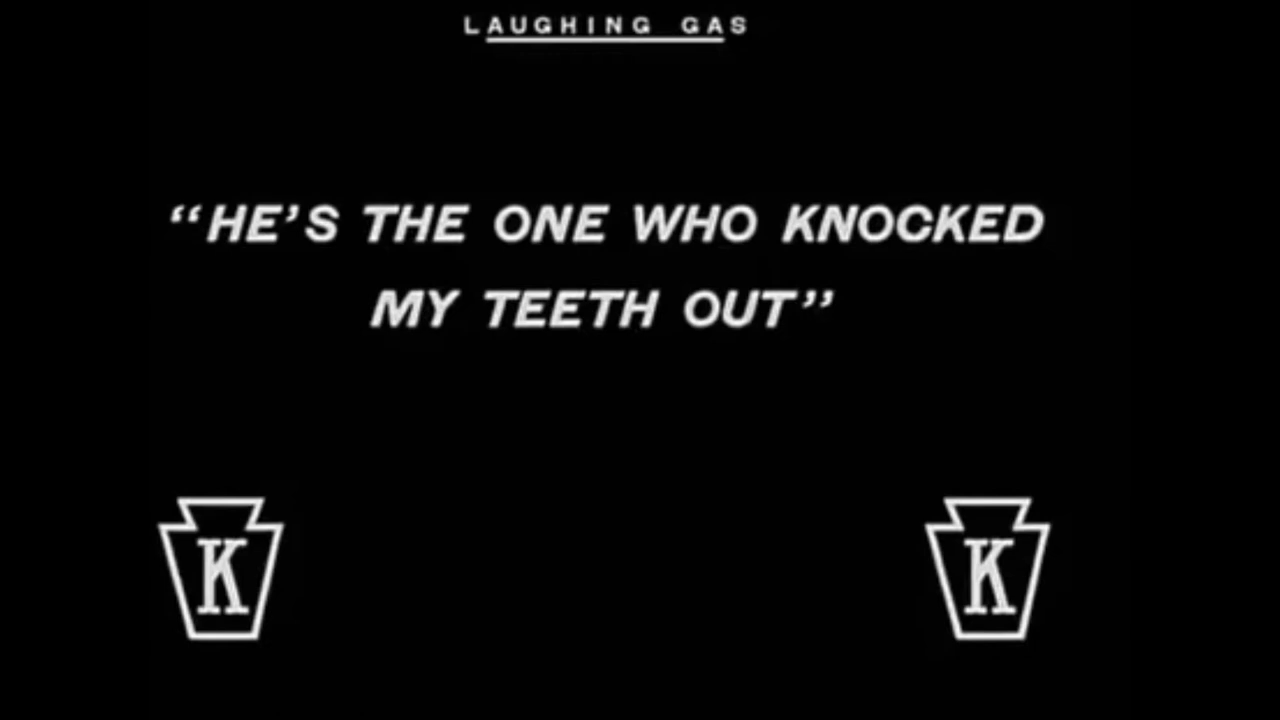 LAUGHING GAS
“HE’S THE ONE WHO KNOCKED
MY TEETH OUT”
K K